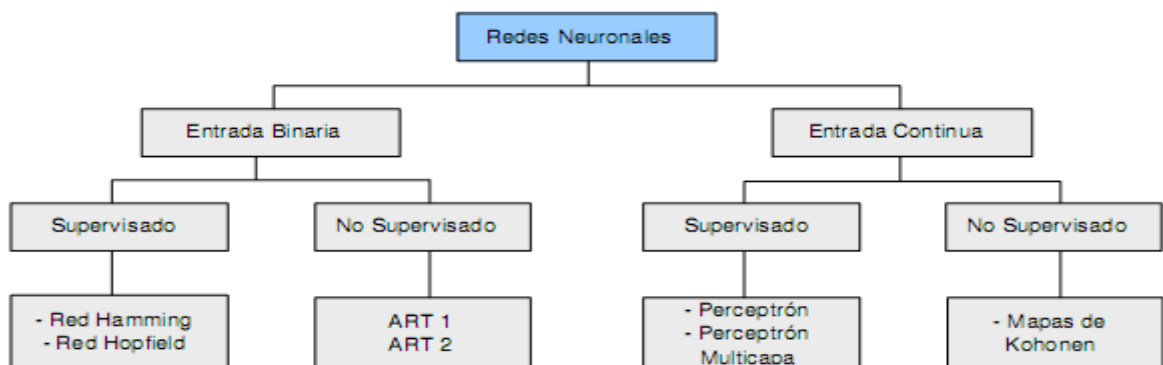 Redes Neuronales
Entrada Binaria
Entrada Continua
Supervisado
No Supervisado
Supervisado
No Supervisado
- Red Hamming
- Red Hopfield
ART 1
ART 2
- Perceptrón
- Perceptrón
Multicapa
- Mapas de
Kohonen